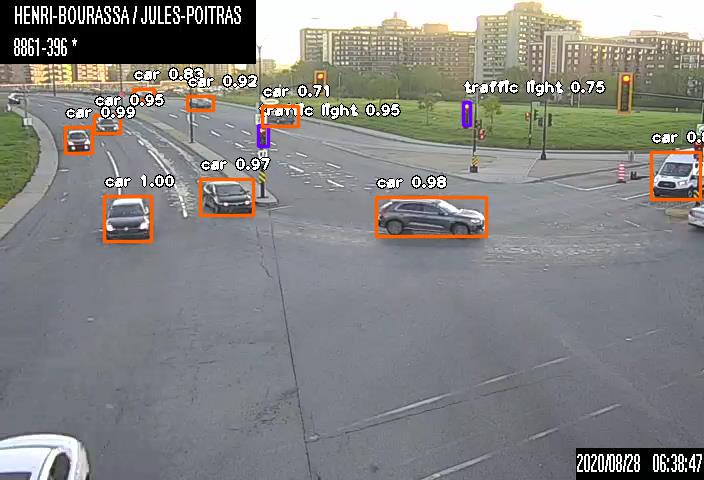 HENRI-BOURASSA / JULES-POITRAS
8861-396 *
car 0.83
car 0.92
car 0.95
car 0.71
traffic light 0.75
car 0.99
traffic light 0.95
car
car 0.97
car 1.00
car 0.98
2020/08/28 06:38:47